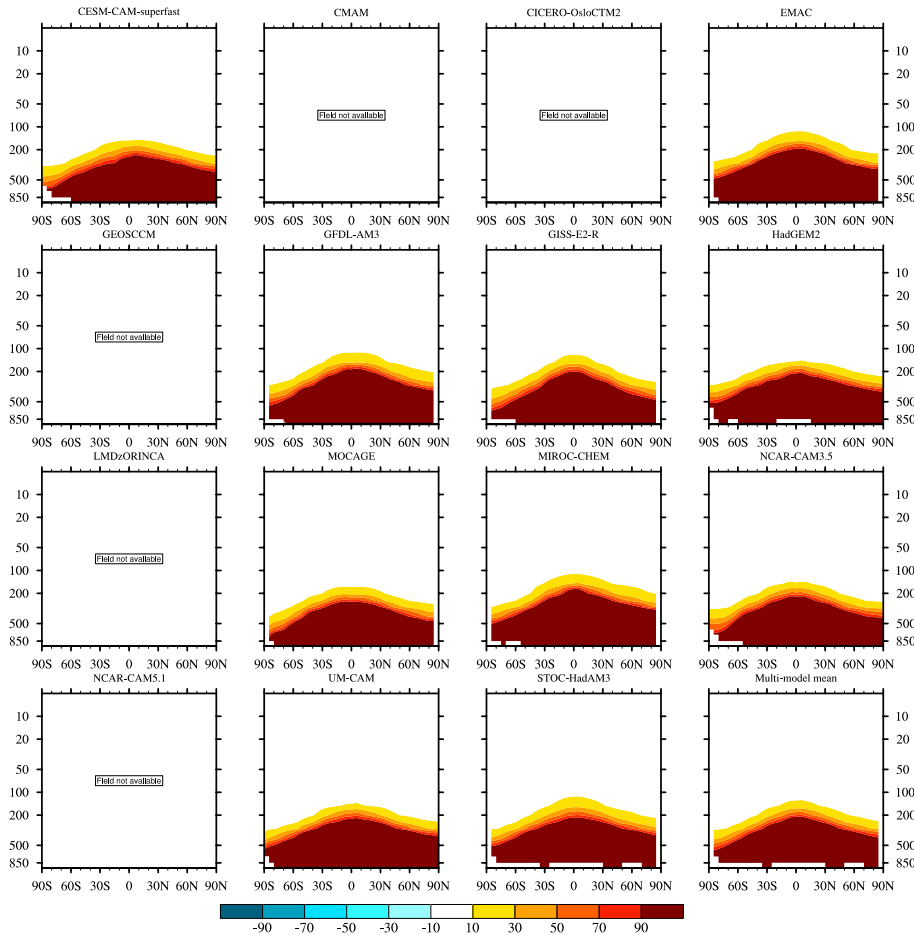 CESM-CAM-superfast CMAM CICERO-OsloCTM2 EMAC
10 10
20 20
50 50
Field not available Field not available
100 100
200 200
500 500
850 850
90S 60S 30S 0 30N 60N 90N 90S 60S 30S 0 30N 60N 90N 90S 60S 30S 0 30N 60N 90N 90S 60S 30S 0 30N 60N 90N
GEOSCCM GFDL-AM3 GISS-E2-R HadGEM2
10 10
20 20
50 50
Field not available
100 100
200 200
500 500
850 850
90S 60S 30S 0 30N 60N 90N 90S 60S 30S 0 30N 60N 90N 90S 60S 30S 0 30N 60N 90N 90S 60S 30S 0 30N 60N 90N
LMDzORINCA MOCAGE MIROC-CHEM NCAR-CAM3.5
10 10
20 20
50 50
Field not available
100 100
200 200
500 500
850 850
90S 60S 30S 0 30N 60N 90N 90S 60S 30S 0 30N 60N 90N 90S 60S 30S 0 30N 60N 90N 90S 60S 30S 0 30N 60N 90N
NCAR-CAM5.1 UM-CAM STOC-HadAM3 Multi-model mean
10 10
20 20
50 50
Field not available
100 100
200 200
500 500
850 850
90S 60S 30S 0 30N 60N 90N 90S 60S 30S 0 30N 60N 90N 90S 60S 30S 0 30N 60N 90N 90S 60S 30S 0 30N 60N 90N
-90 -70 -50 -30 -10 10 30 50 70 90